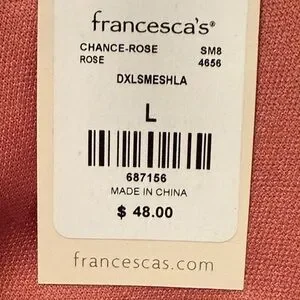 francesca's®
CHANCE-ROSE SM8
ROSE 4656
DXLSMESHLA
L
687156
MADE IN CHINA
$ 48.00
francescas.com